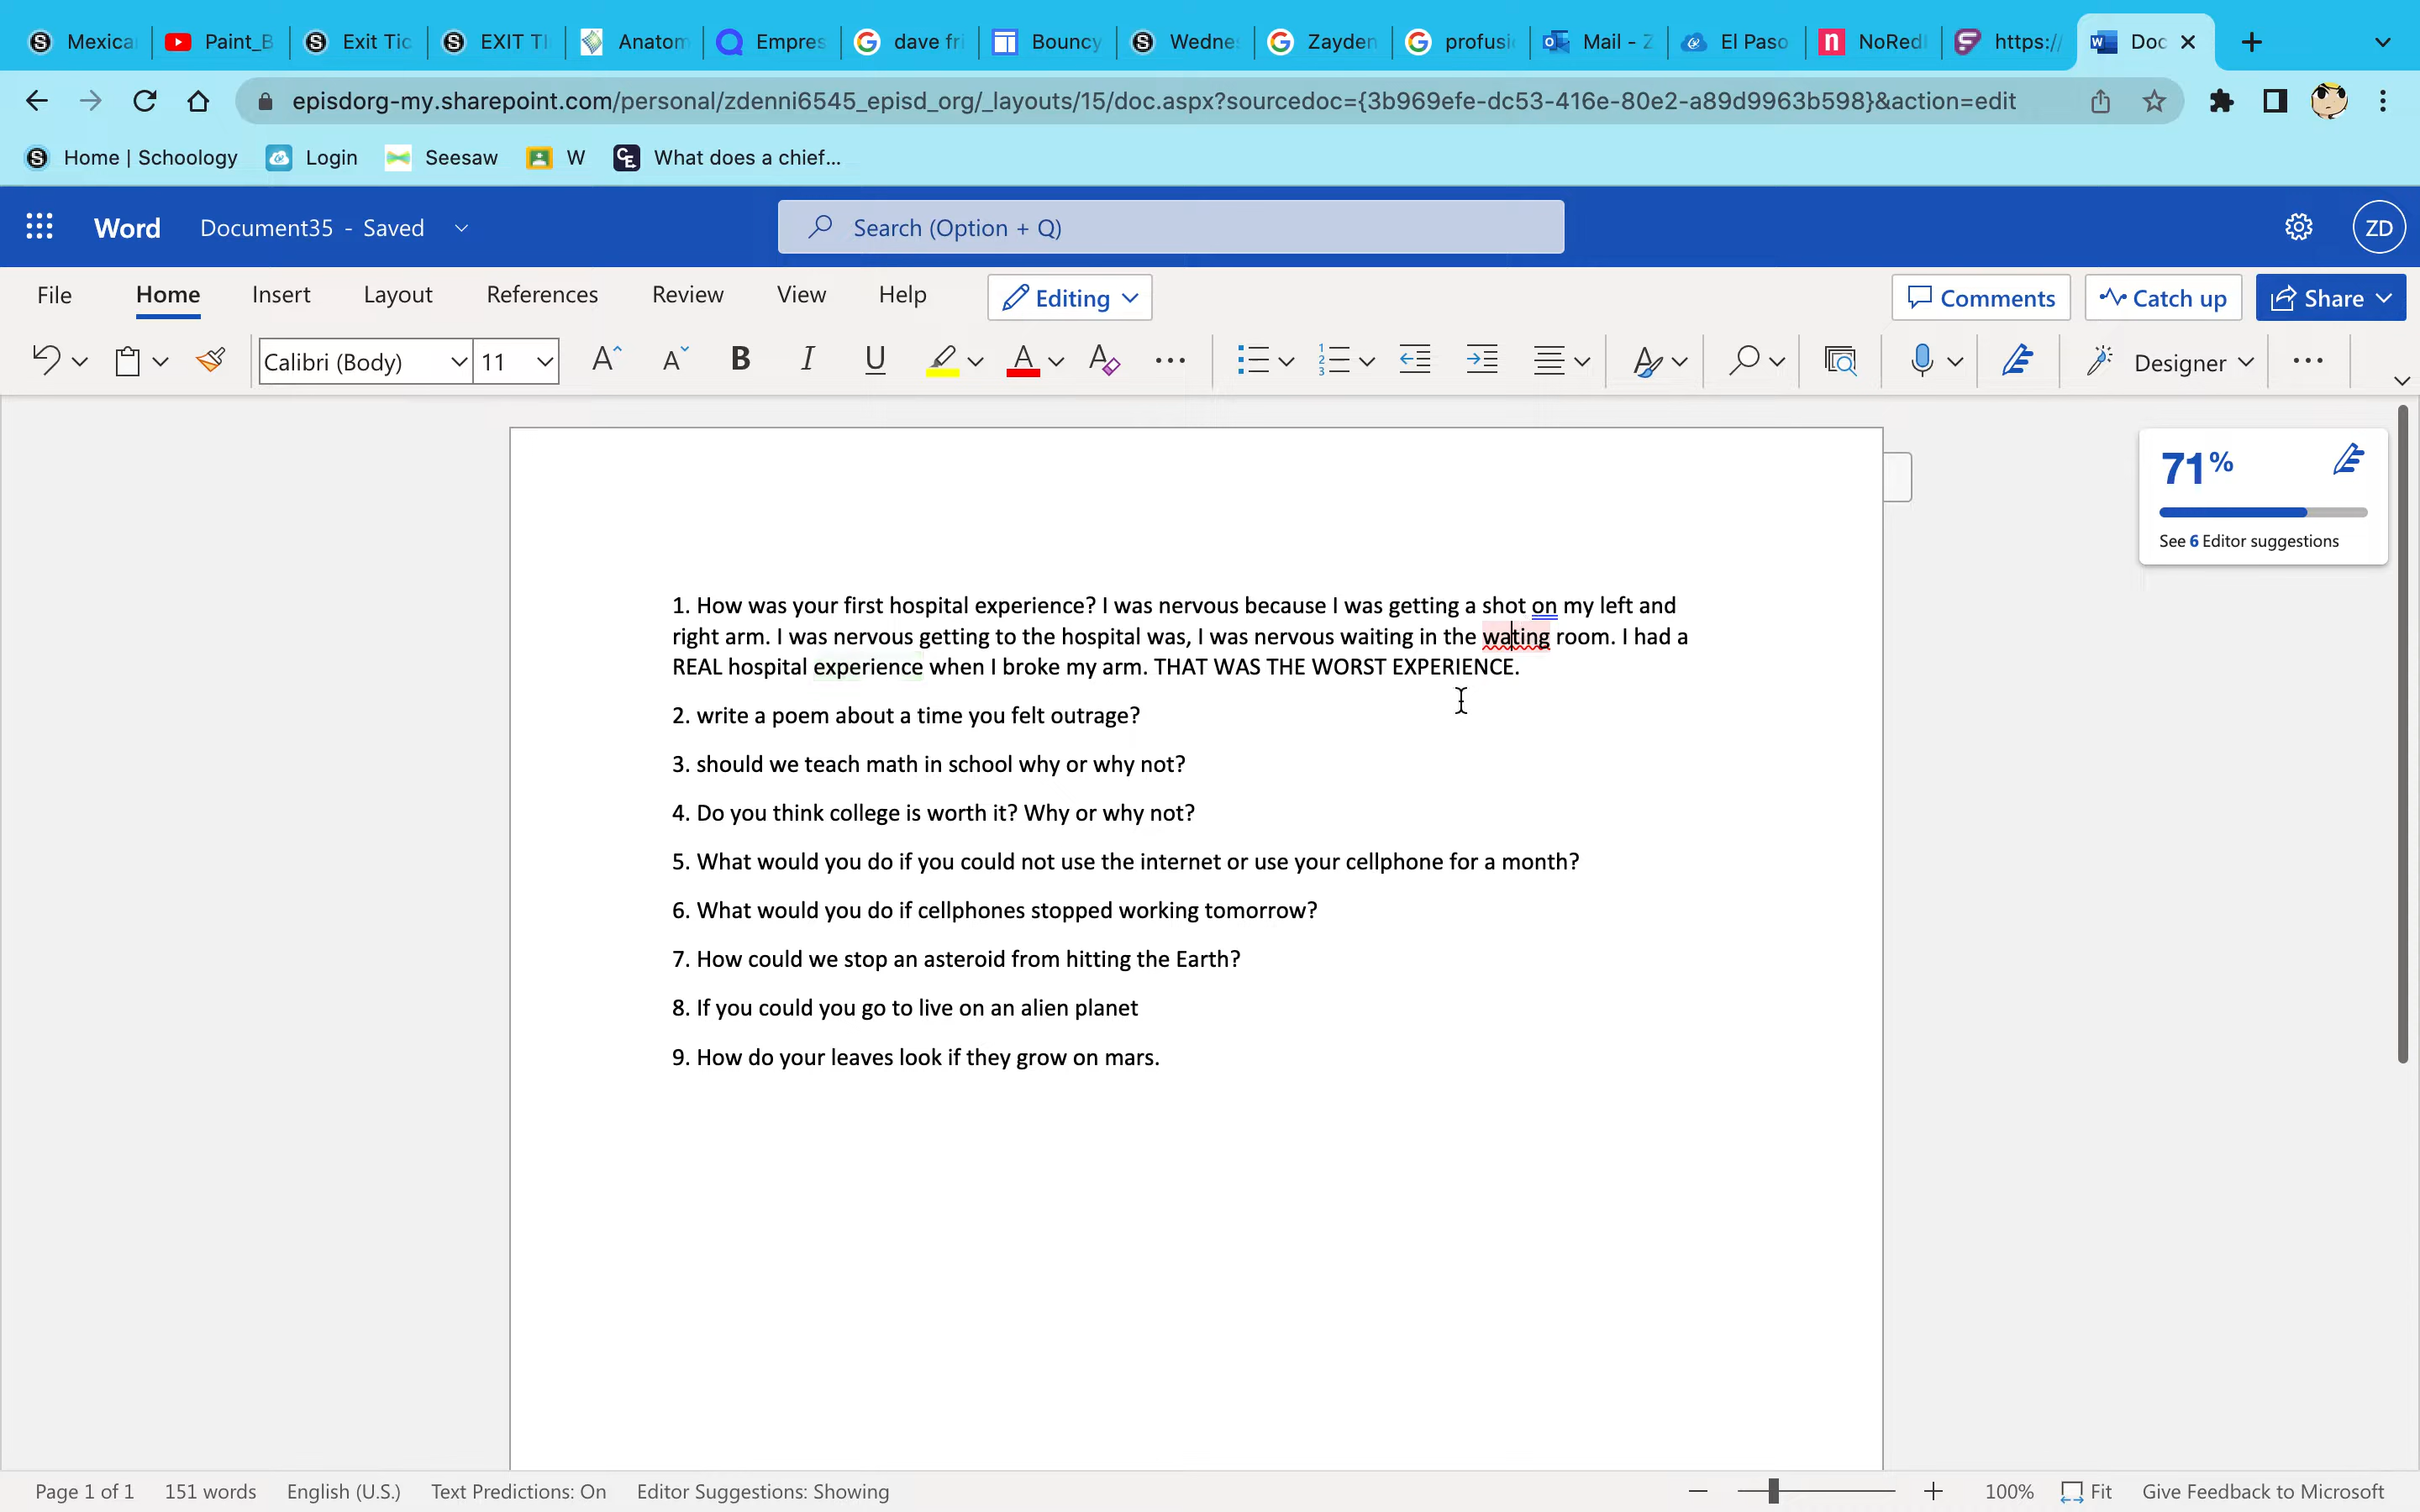 Mexica Paint_B Exit Tic EXIT TI Anatom Empres dave fri Bouncy Wednes Zayden profusi Mail - Z El Paso NoRedI https:// Doc
episdorg-my.sharepoint.com/personal/zdenni6545_episd_org/_layouts/15/doc.aspx?sourcedoc={3b969efe-dc53-416e-80e2-a89d9963b598}&action=edit
Home | Schoology Login Seesaw W What does a chief...
Word Document35 - Saved Search (Option + Q) ZD
File Home Insert Layout References Review View Help Editing Comments Catch up Share
Calibri (Body) 11 Designer
71%
See 6 Editor suggestions
1. How was your first hospital experience? I was nervous because I was getting a shot on my left and
right arm. I was nervous getting to the hospital was, I was nervous waiting in the wating room. I had a
REAL hospital experience when I broke my arm. THAT WAS THE WORST EXPERIENCE.
2. write a poem about a time you felt outrage?
3. should we teach math in school why or why not?
4. Do you think college is worth it? Why or why not?
5. What would you do if you could not use the internet or use your cellphone for a month?
6. What would you do if cellphones stopped working tomorrow?
7. How could we stop an asteroid from hitting the Earth?
8. If you could you go to live on an alien planet
9. How do your leaves look if they grow on mars.
Page 1 of 1 151 words English (U.S.) Text Predictions: On Editor Suggestions: Showing 100% Fit Give Feedback to Microsoft